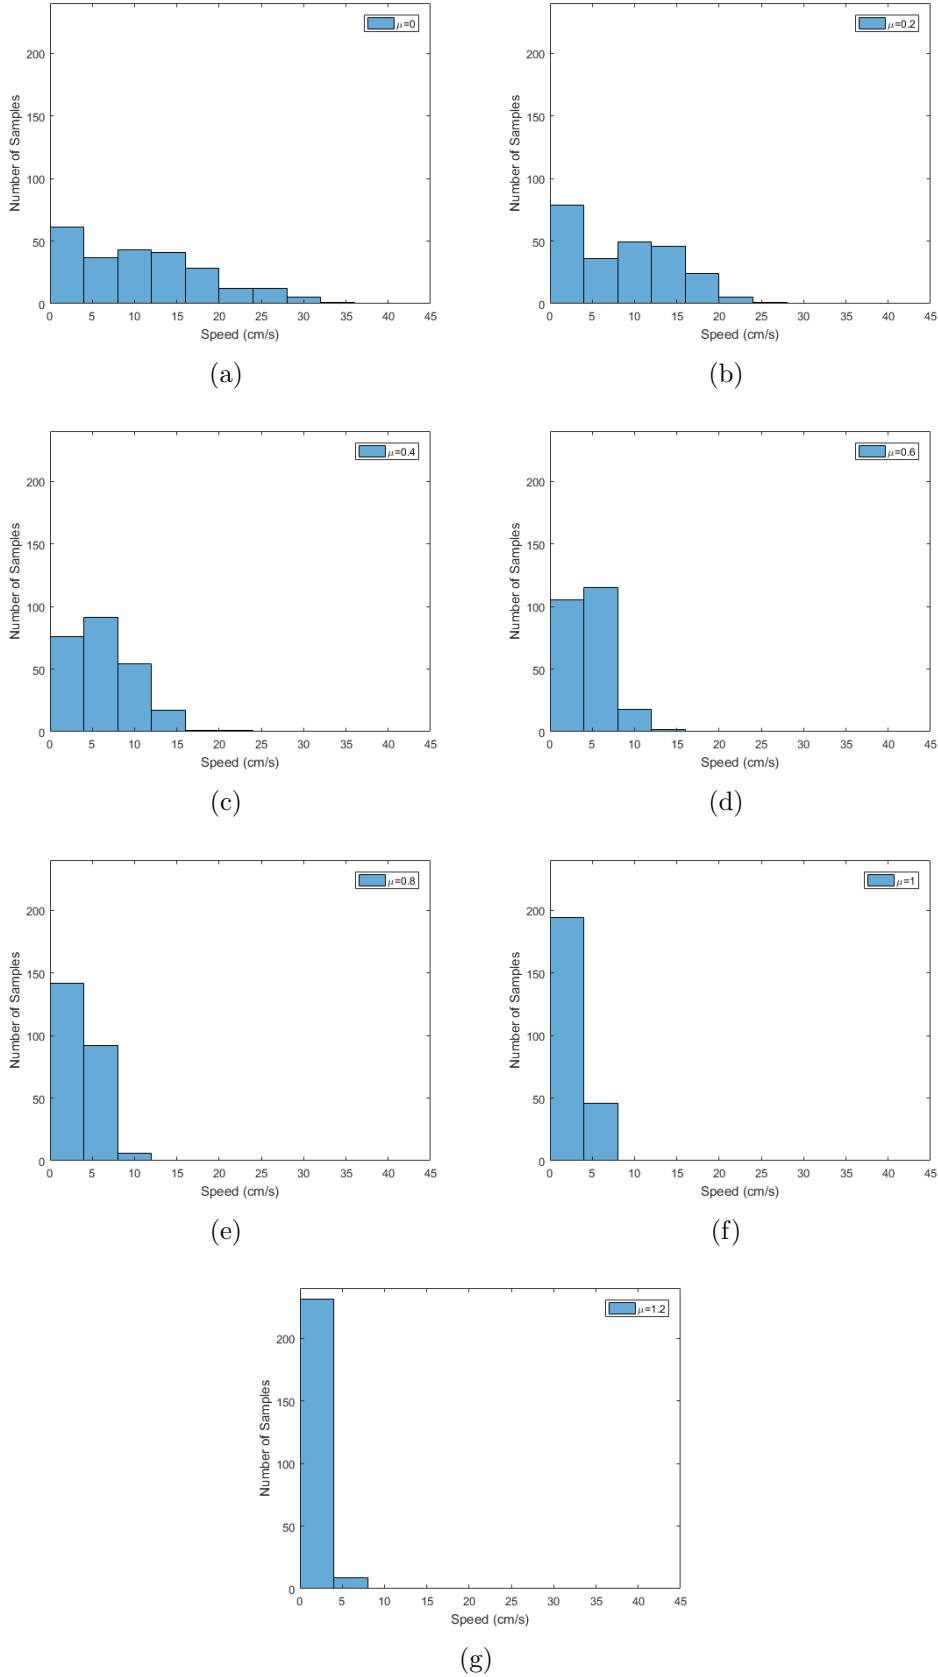 μ=0
μ=0.2
200
150
100
50
0
Number of Samples
0 5 10 15 20 25 30 35 40 45
Speed (cm/s)
(a)
200
150
100
50
0
Number of Samples
0 5 10 15 20 25 30 35 40 45
Speed (cm/s)
(b)
μ=0.4
200
150
100
50
0
Number of Samples
0 5 10 15 20 25 30 35 40 45
Speed (cm/s)
(c)
μ=0.6
200
150
100
50
0
Number of Samples
0 5 10 15 20 25 30 35 40 45
Speed (cm/s)
(d)
μ=0.8
200
150
100
50
0
Number of Samples
0 5 10 15 20 25 30 35 40 45
Speed (cm/s)
(e)
μ=1
200
150
100
50
0
Number of Samples
0 5 10 15 20 25 30 35 40 45
Speed (cm/s)
(f)
μ=1.2
200
150
100
50
0
Number of Samples
0 5 10 15 20 25 30 35 40 45
Speed (cm/s)
(g)